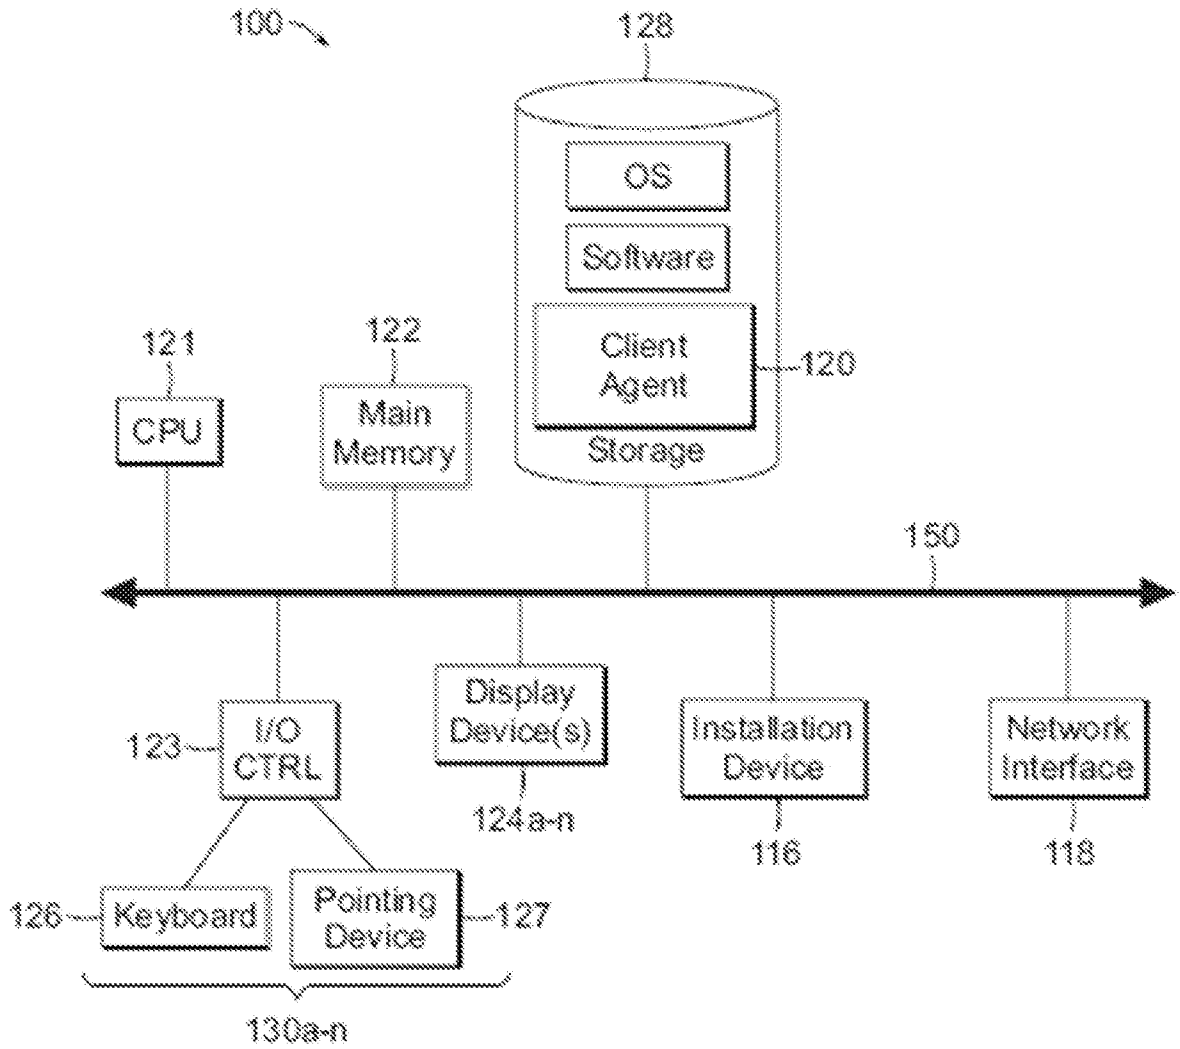 100
128
OS
Software
Client
Agent
120
Storage
121
CPU
122
Main
Memory
150
I/O
CTRL
123
Display
Device(s)
124a-n
Installation
Device
116
Network
Interface
118
126
Keyboard
Pointing
Device
127
130a-n